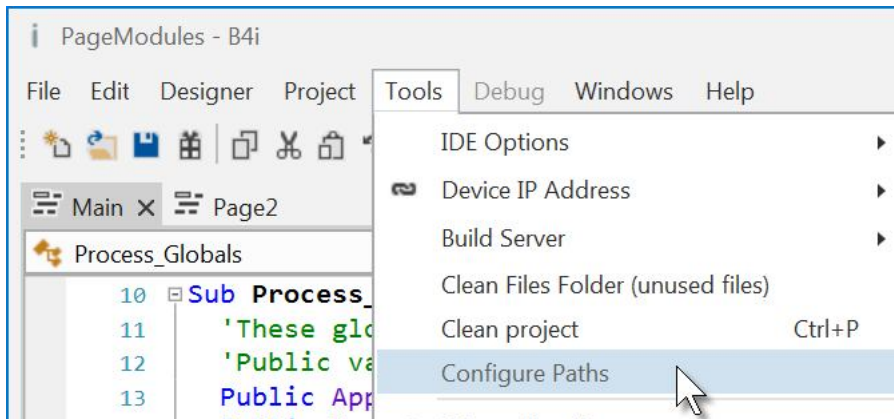 PageModules - B4i
File Edit Designer Project Tools Debug Windows Help
IDE Options
Device IP Address
Build Server
Clean Files Folder (unused files)
Clean project Ctrl+P
Configure Paths
Main Page2
Process_Globals
10 Sub Process_
11 'These glo
12 'Public va
13 Public App